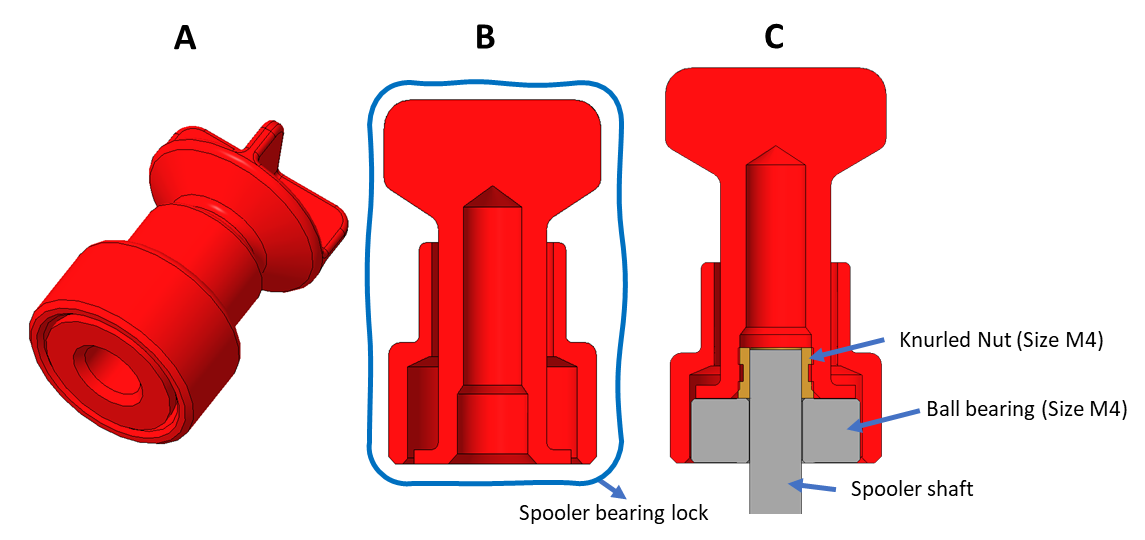 A
B
C
Knurled Nut (Size M4)
Ball bearing (Size M4)
Spooler shaft
Spooler bearing lock